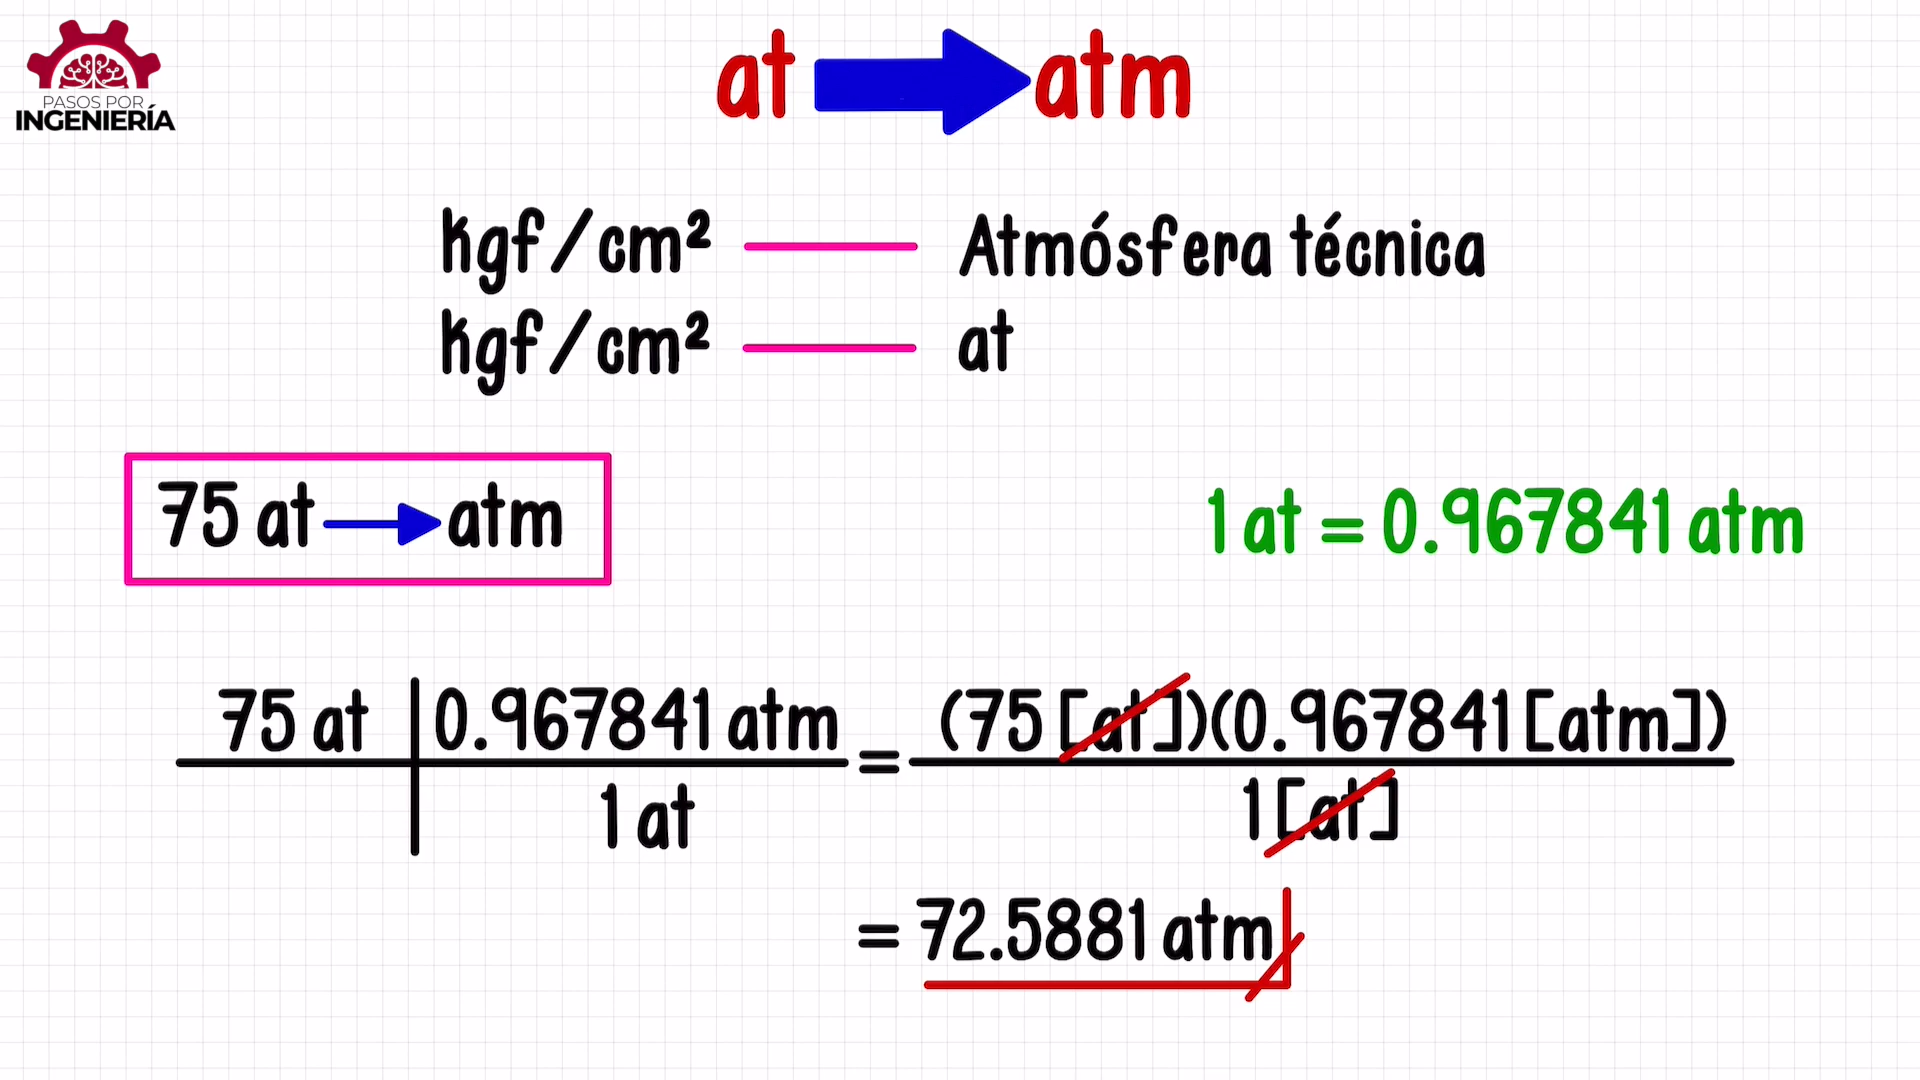 PASOS POR
INGENIERÍA
at → atm
kgf/cm² — Atmósfera técnica
kgf/cm² — at
75 at → atm
1 at = 0.967841 atm
75 at | 0.967841 atm = (75 [at])(0.967841 [atm])
1 at 1 [at]
= 72.5881 atm